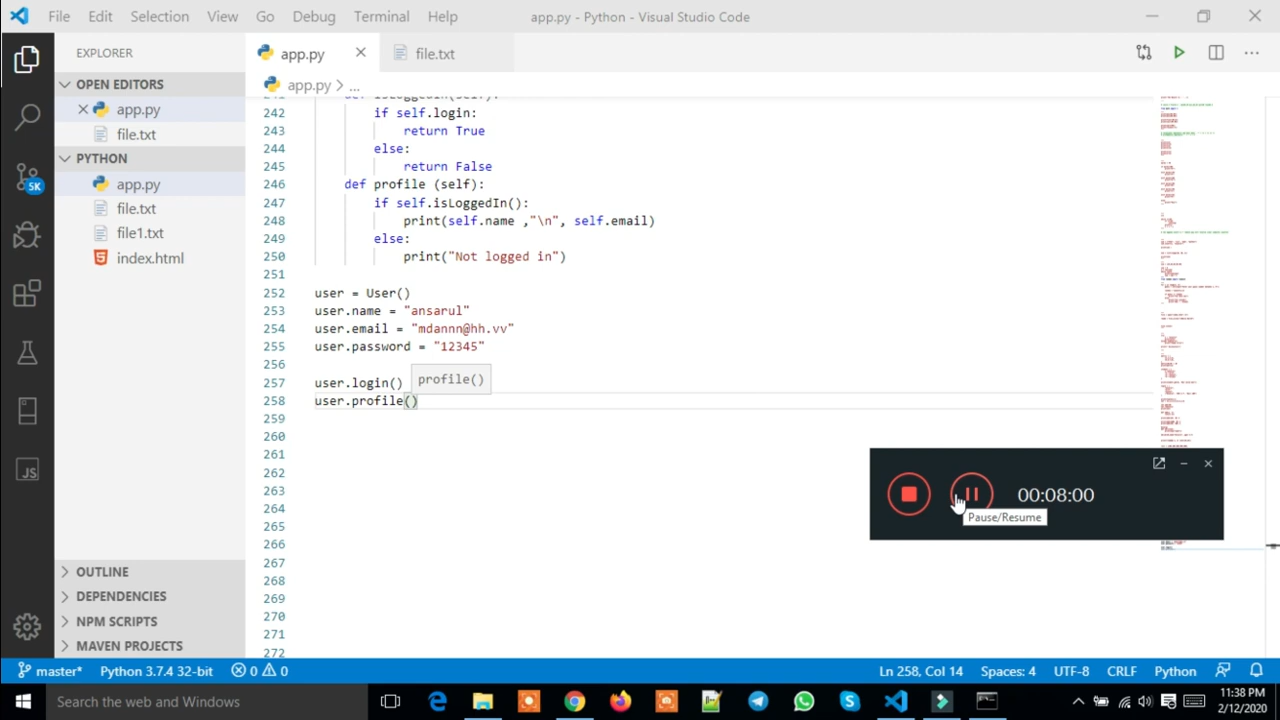 File Edit Selection View Go Debug Terminal Help app.py - Python - Visual Studio Code
EXPLORER
OPEN EDITORS
app.py
file.txt
PYTHON
app.py
file.txt
file1.txt
index.html
OUTLINE
DEPENDENCIES
NPM SCRIPTS
MAVEN PROJECTS
5K
JS
app.py file.txt
app.py > ...
242 if self.log
243 return True
244 else:
245 return False
246 def profile (self):
247 if self.isLoggedIn():
248 print(self.name ,"\n", self.email)
249 else:
250 print("Not logged in")
251
252 user = User()
253 user.name = "ansarul"
254 user.email = "mdannn@hh.vv"
255 user.password = "12345"
256
profile()
257 user.login()
258 user.profile()
259
260
261
262
263
264
265
266
267
268
269
270
271
272
00:08:00
Pause/Resume
master* Python 3.7.4 32-bit 0 0 Ln 258, Col 14 Spaces: 4 UTF-8 CRLF Python
Search the web and Windows
11:38 PM
2/12/2020